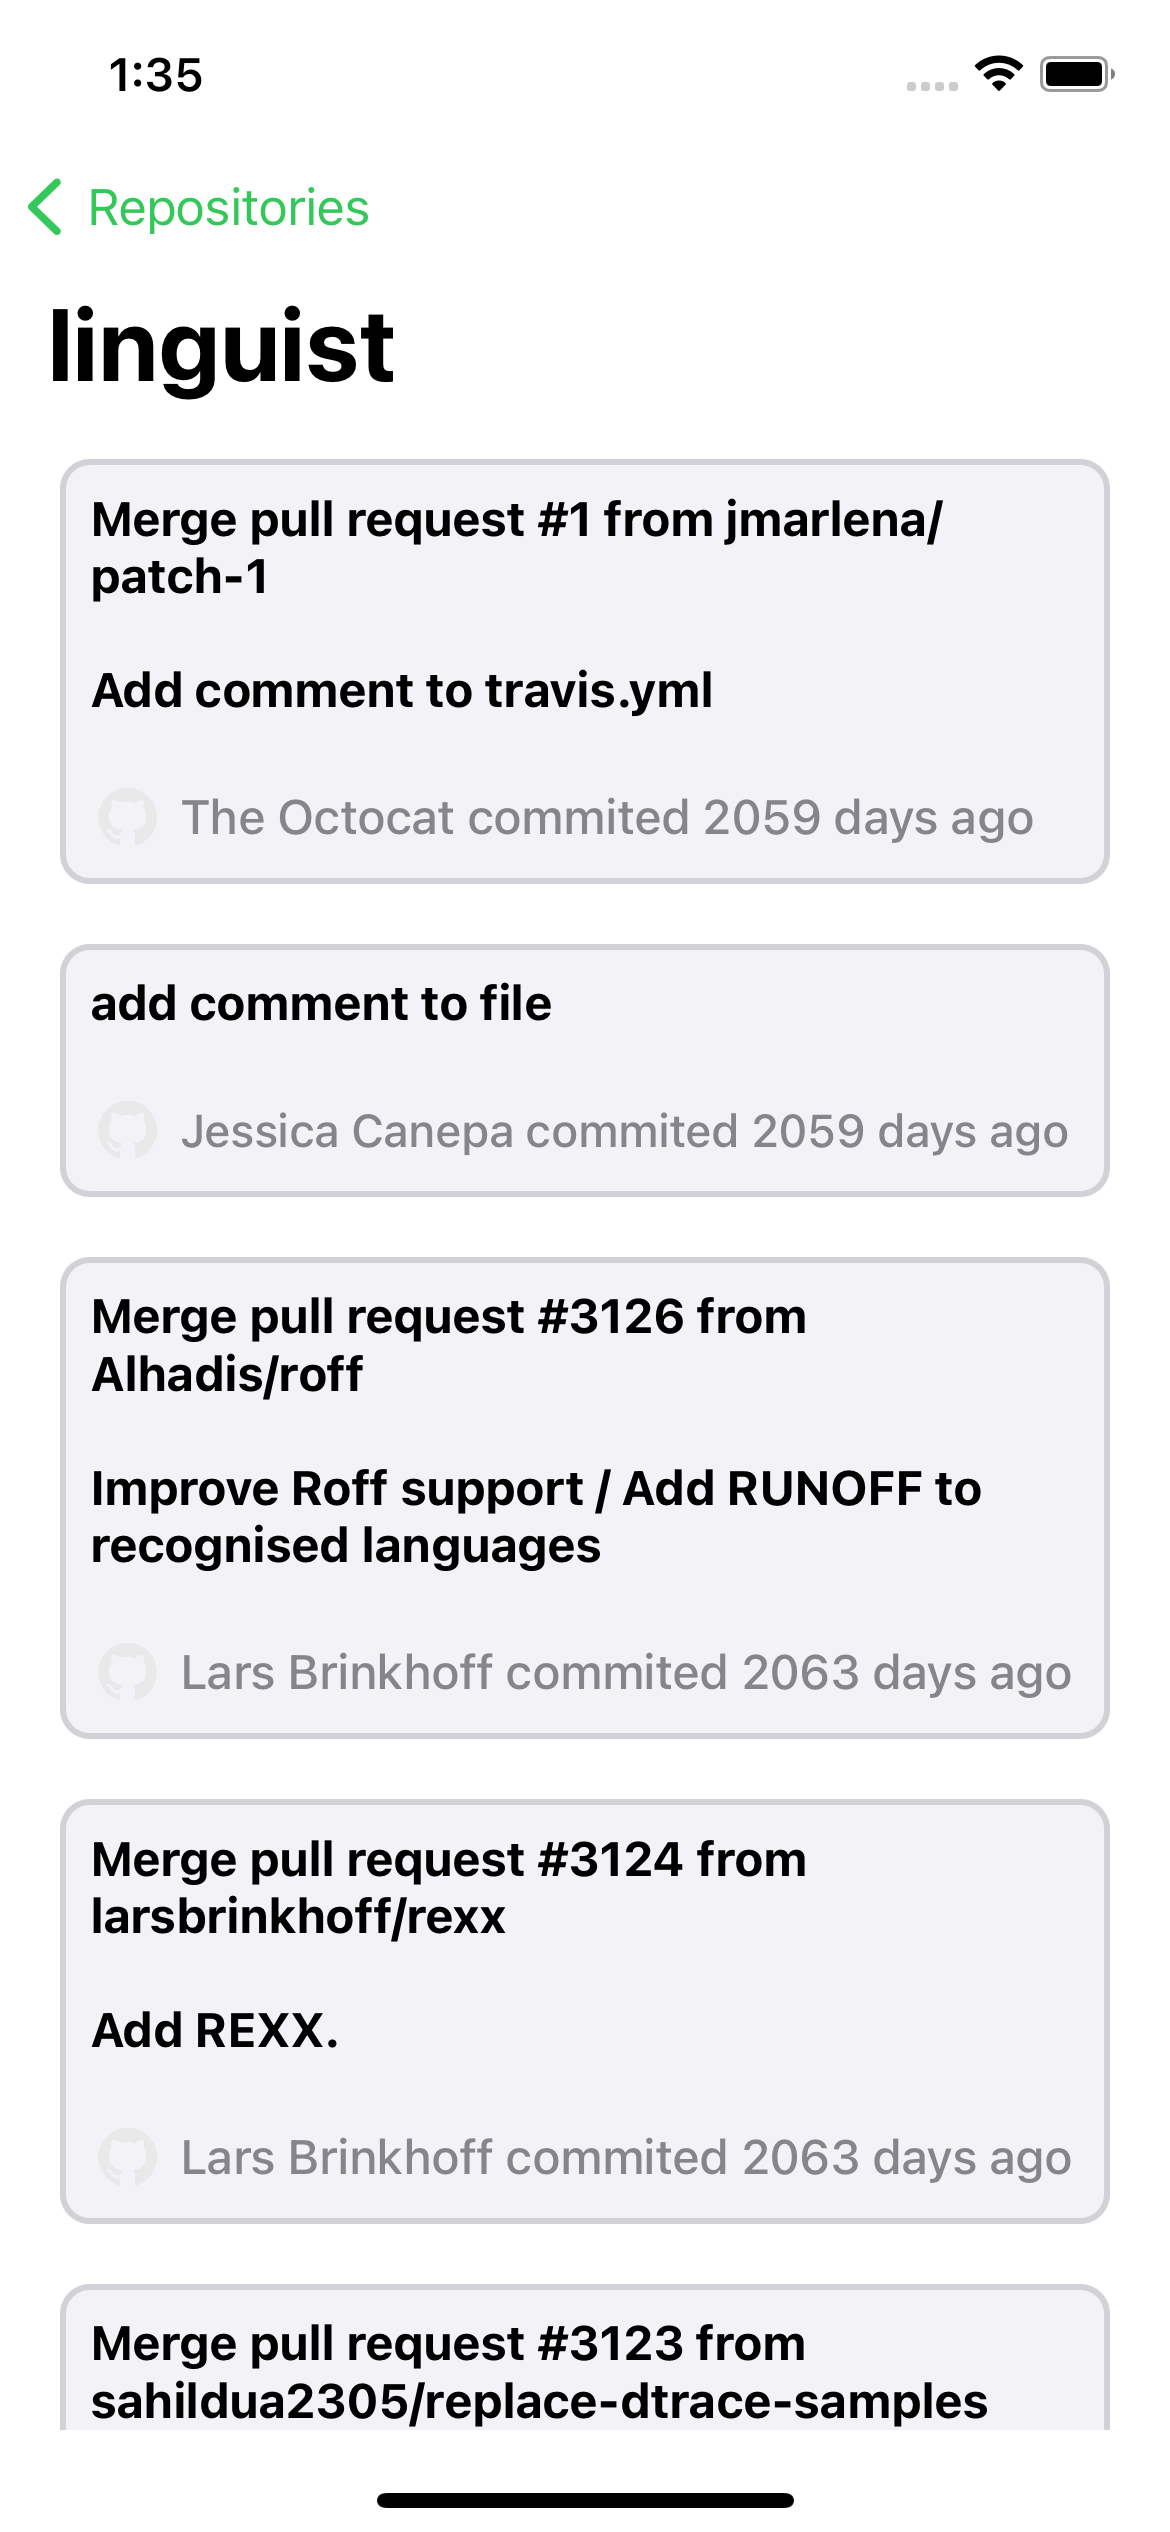 1:35
Repositories
linguist
Merge pull request #1 from jmarlena/
patch-1
Add comment to travis.yml
The Octocat commited 2059 days ago
add comment to file
Jessica Canepa commited 2059 days ago
Merge pull request #3126 from
Alhadis/roff
Improve Roff support / Add RUNOFF to
recognised languages
Lars Brinkhoff commited 2063 days ago
Merge pull request #3124 from
larsbrinkhoff/rexx
Add REXX.
Lars Brinkhoff commited 2063 days ago
Merge pull request #3123 from
sahildua2305/replace-dtrace-samples